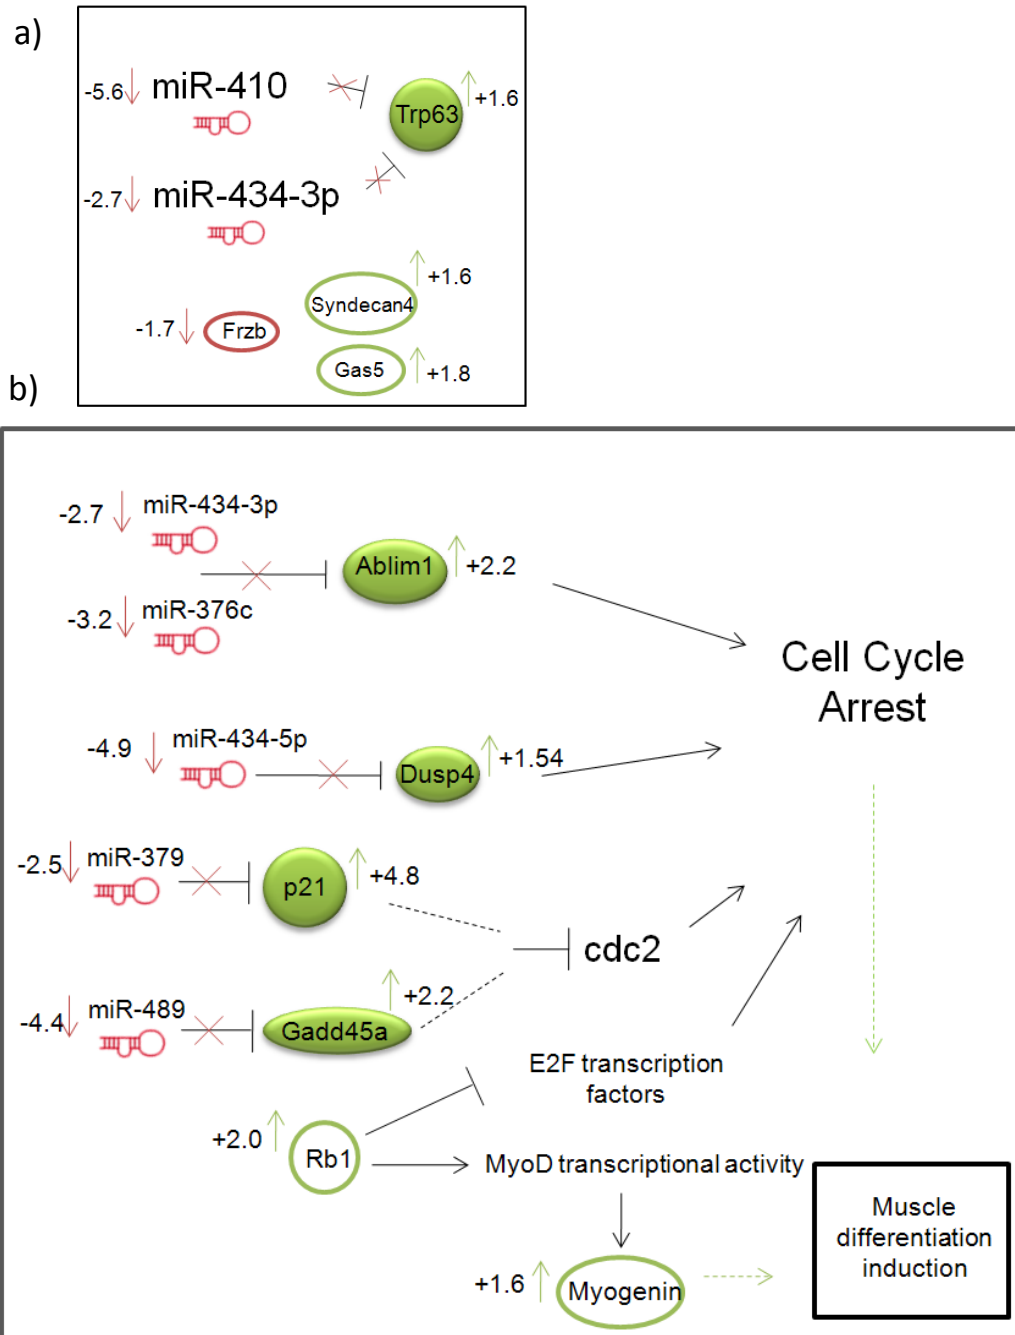 a)
-5.6 miR-410
Trp63 +1.6
-2.7 miR-434-3p
+1.6
Syndecan4
-1.7 Frzb
Gas5 +1.8
b)
-2.7 miR-434-3p
Ablim1 +2.2
-3.2 miR-376c
Cell Cycle
Arrest
-4.9 miR-434-5p
Dusp4 +1.54
-2.5 miR-379
p21 +4.8
cdc2
-4.4 miR-489
Gadd45a +2.2
E2F transcription
factors
+2.0 Rb1
MyoD transcriptional activity
Muscle
differentiation
induction
+1.6 Myogenin